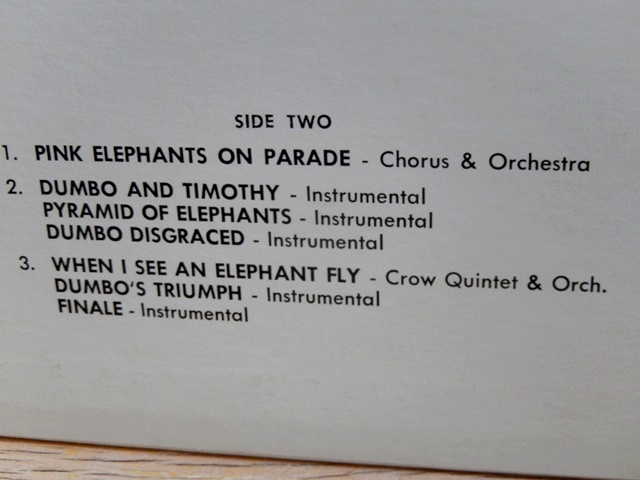 SIDE TWO
1. PINK ELEPHANTS ON PARADE - Chorus & Orchestra
2. DUMBO AND TIMOTHY - Instrumental
PYRAMID OF ELEPHANTS - Instrumental
DUMBO DISGRACED - Instrumental
3. WHEN I SEE AN ELEPHANT FLY - Crow Quintet & Orch.
DUMBO'S TRIUMPH - Instrumental
FINALE - Instrumental